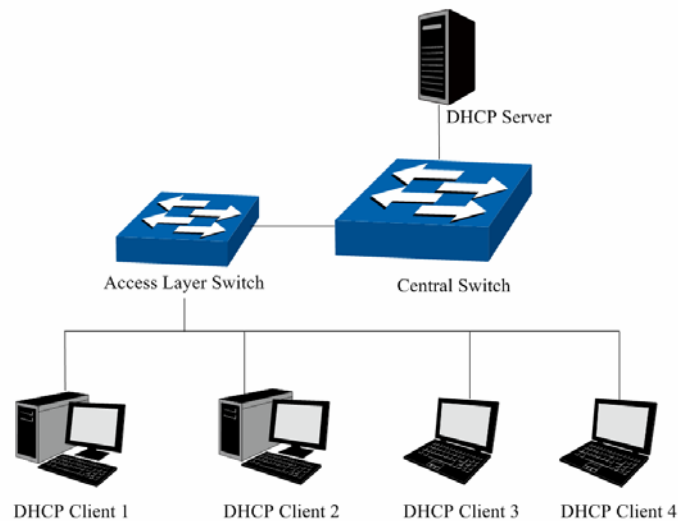 DHCP Server
Access Layer Switch
Central Switch
DHCP Client 1
DHCP Client 2
DHCP Client 3
DHCP Client 4